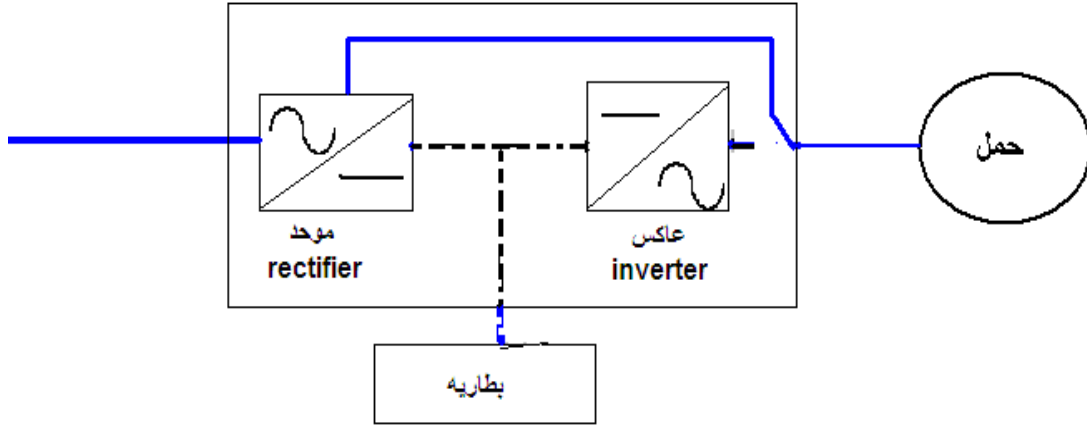 حمل
موحد
rectifier
عاكس
inverter
بطاريه